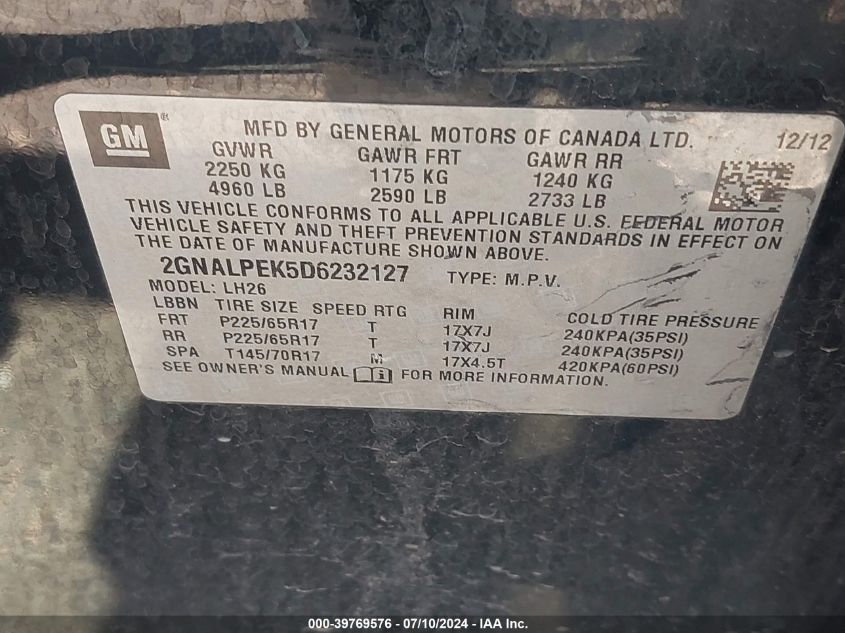 GM ®
MFD BY GENERAL MOTORS OF CANADA LTD. 12/12
GVWR GAWR FRT GAWR RR
2250 KG 1175 KG 1240 KG
4960 LB 2590 LB 2733 LB
THIS VEHICLE CONFORMS TO ALL APPLICABLE U.S. FEDERAL MOTOR
VEHICLE SAFETY AND THEFT PREVENTION STANDARDS IN EFFECT ON
THE DATE OF MANUFACTURE SHOWN ABOVE.
2GNALPEK5D6232127 TYPE: M.P.V.
MODEL: LH26
LBBN TIRE SIZE SPEED RTG RIM COLD TIRE PRESSURE
FRT P225/65R17 T 17X7J 240KPA(35PSI)
RR P225/65R17 T 17X7J 240KPA(35PSI)
SPA T145/70R17 M 17X4.5T 420KPA(60PSI)
SEE OWNER'S MANUAL FOR MORE INFORMATION.
000-39769576 - 07/10/2024 - IAA Inc.